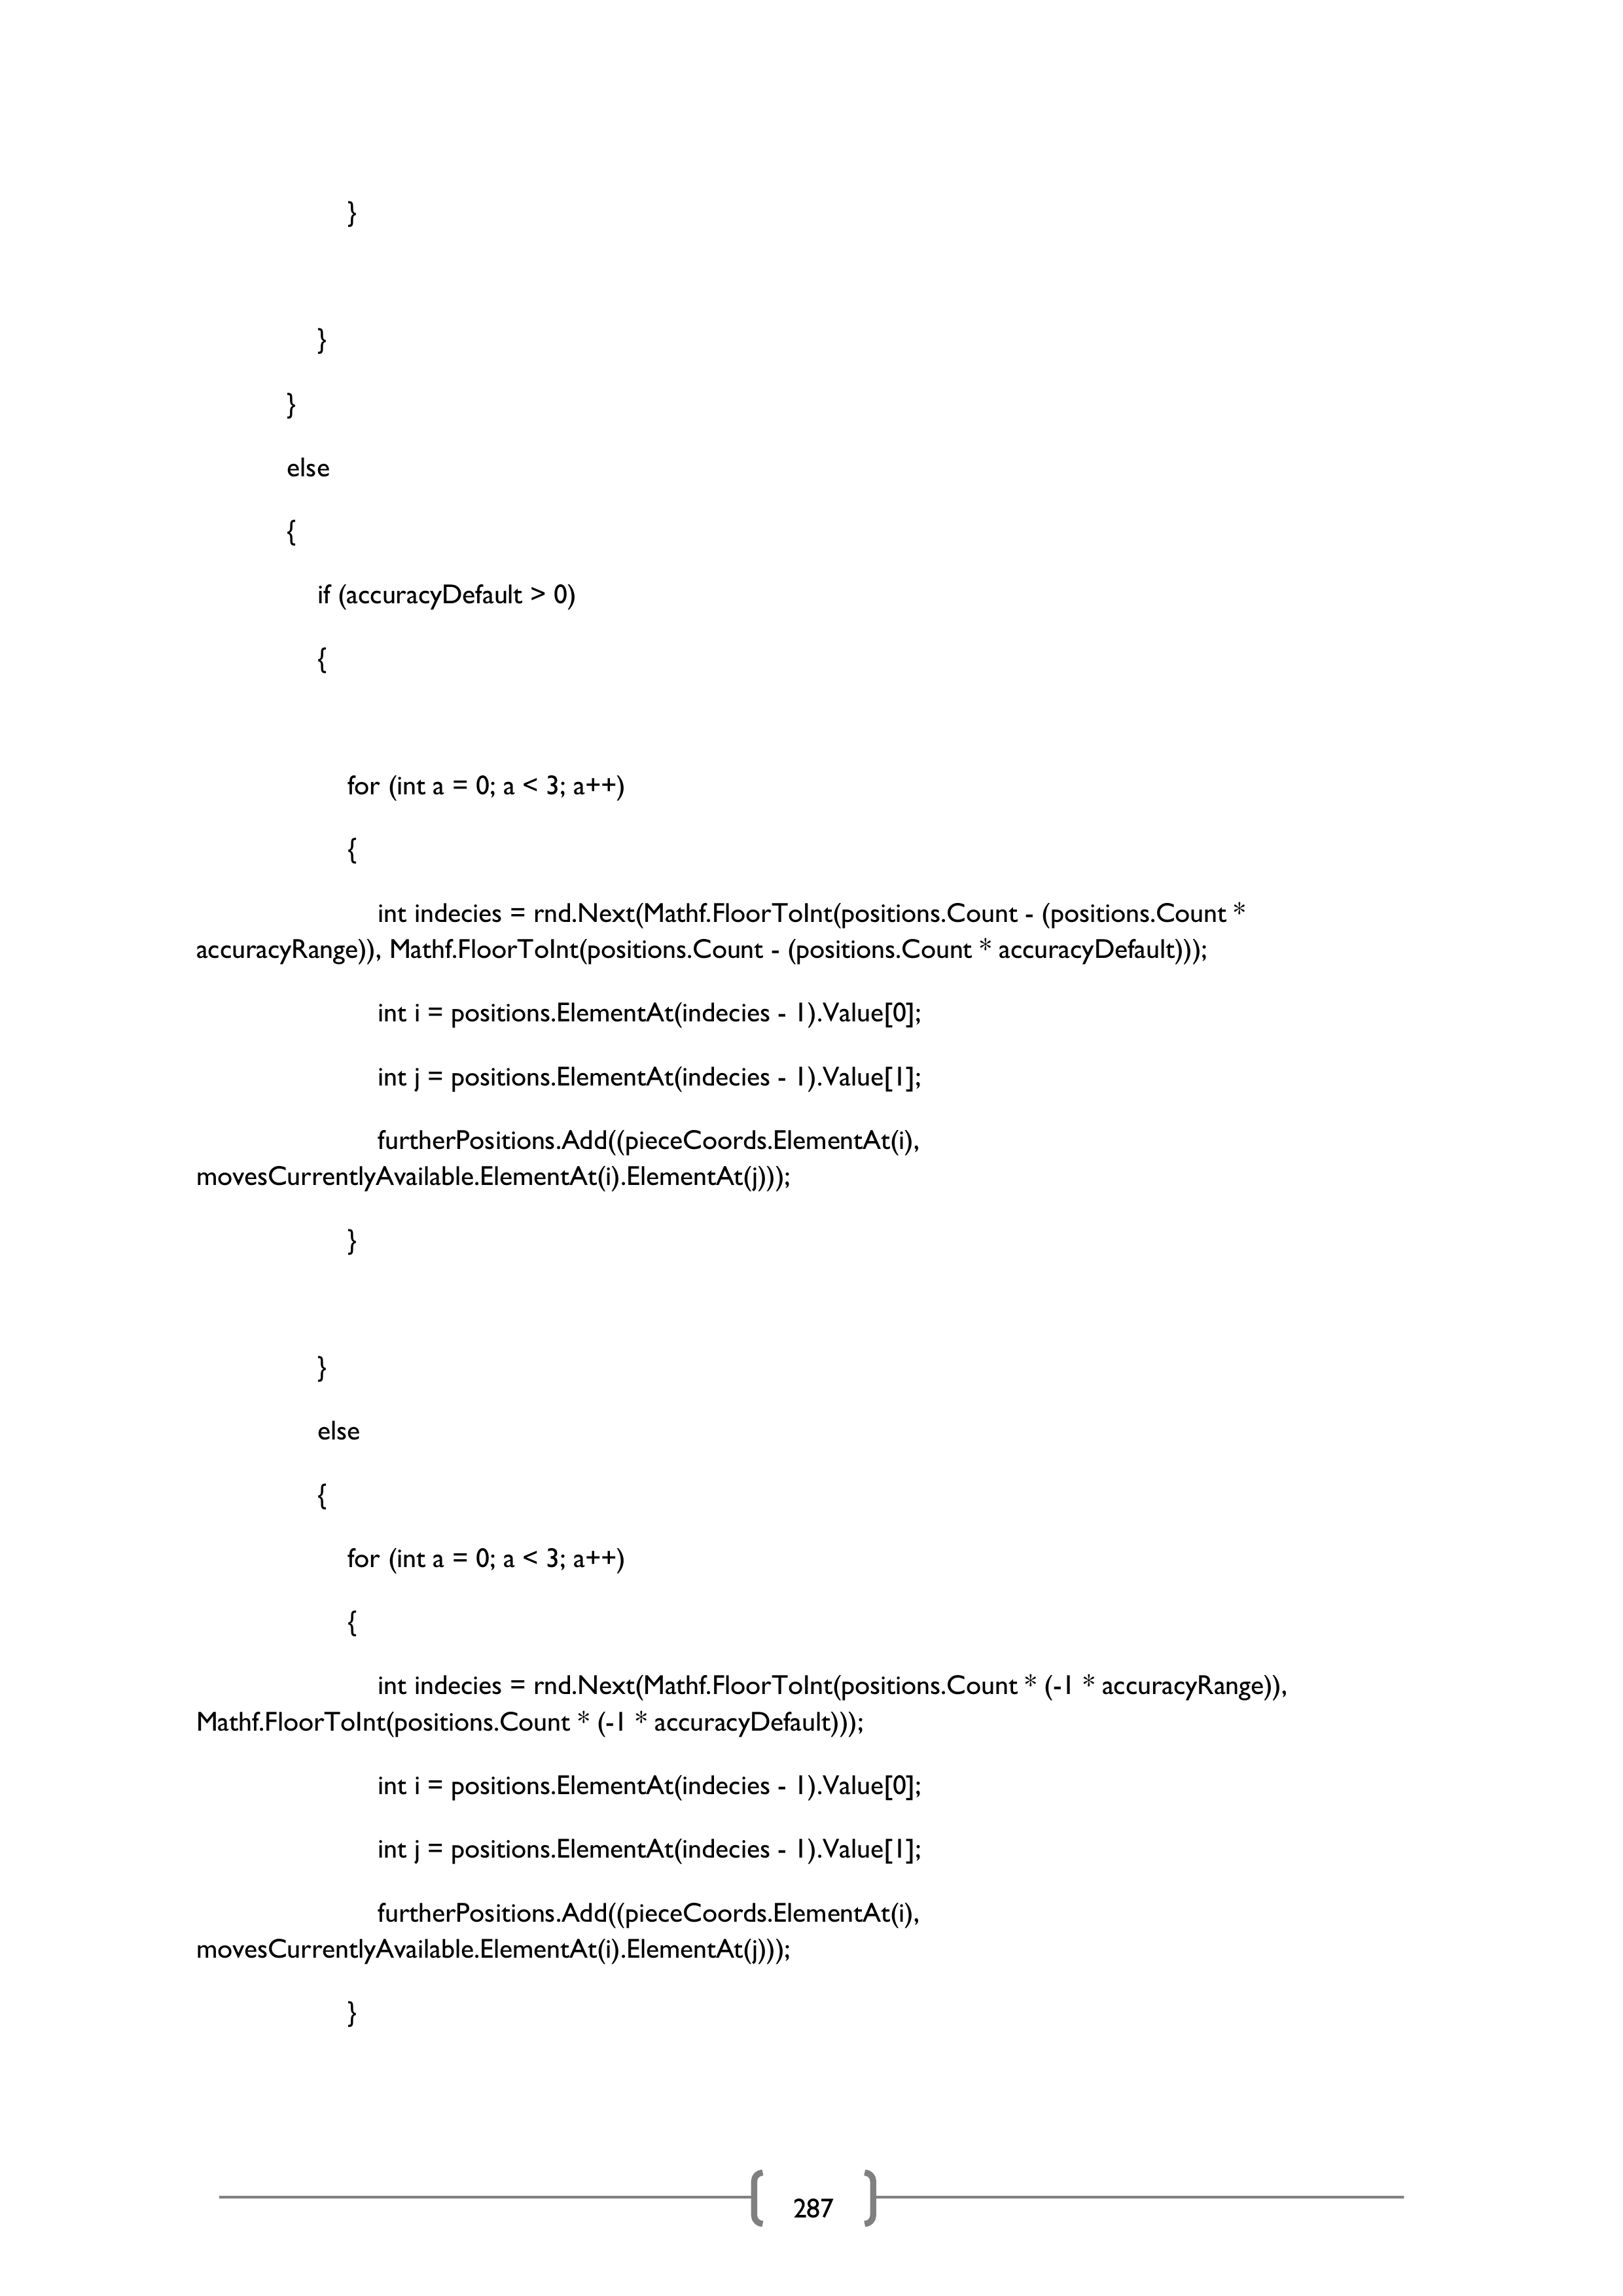 }
}
}
else
{
if (accuracyDefault > 0)
{
for (int a = 0; a < 3; a++)
{
int indecies = rnd.Next(Mathf.FloorToInt(positions.Count - (positions.Count *
accuracyRange)), Mathf.FloorToInt(positions.Count - (positions.Count * accuracyDefault)));
int i = positions.ElementAt(indecies - 1).Value[0];
int j = positions.ElementAt(indecies - 1).Value[1];
furtherPositions.Add((pieceCoords.ElementAt(i),
movesCurrentlyAvailable.ElementAt(i).ElementAt(j)));
}
}
else
{
for (int a = 0; a < 3; a++)
{
int indecies = rnd.Next(Mathf.FloorToInt(positions.Count * (-1 * accuracyRange)),
Mathf.FloorToInt(positions.Count * (-1 * accuracyDefault)));
int i = positions.ElementAt(indecies - 1).Value[0];
int j = positions.ElementAt(indecies - 1).Value[1];
furtherPositions.Add((pieceCoords.ElementAt(i),
movesCurrentlyAvailable.ElementAt(i).ElementAt(j)));
}
287